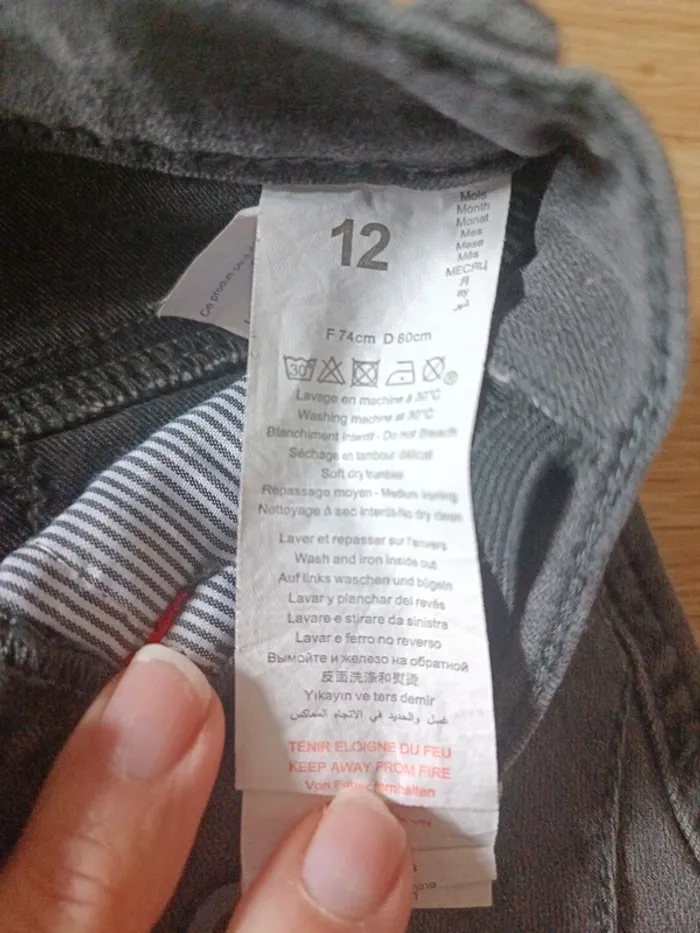 12
Mois
Month
Monat
Mes
Mese
Mês
МЕСЯЦ
月
ay
شهر
Ce produit
F 74cm D 80cm
30°
Lavage en machine à 30°C
Washing machine at 30°C
Blanchiment Interdit - Do not Bleach
Séchage en tambour délicat
Soft dry trumbler
Repassage moyen - Medium ironing
Nettoyage à sec interdit-No dry clean
Laver et repasser sur l'envers
Wash and iron inside out
Auf links waschen und bügeln
Lavar y planchar del revés
Lavare e stirare da sinistra
Lavar e ferro no reverso
Вымойте и железо на обратной
反面洗涤和熨烫
Yıkayın ve ters demir
غسل والحديد في الاتجاه المعاكس
TENIR ELOIGNE DU FEU
KEEP AWAY FROM FIRE
Von